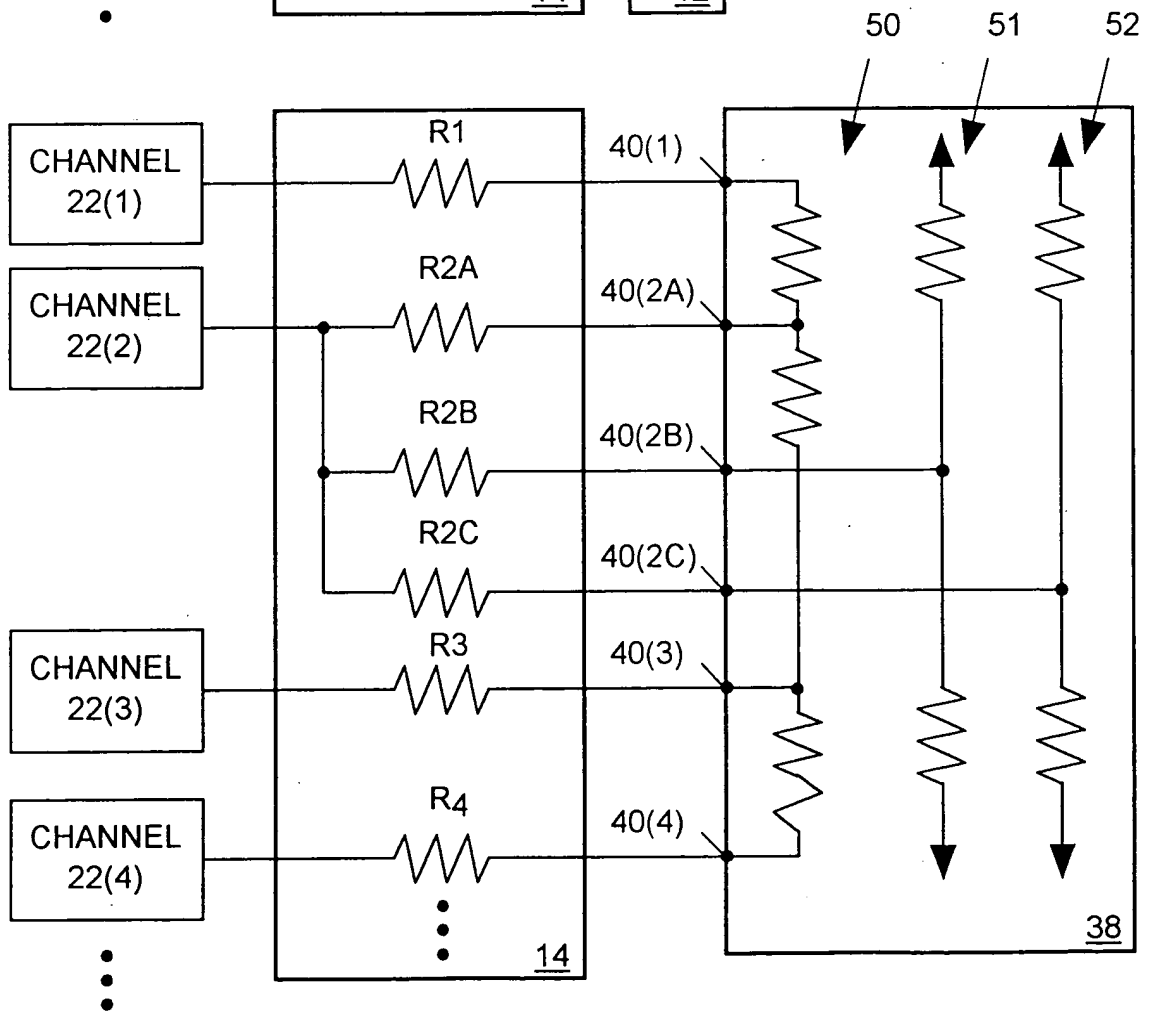 50 51 52
CHANNEL
22(1)
R1
40(1)
CHANNEL
22(2)
R2A
40(2A)
R2B
40(2B)
R2C
40(2C)
CHANNEL
22(3)
R3
40(3)
CHANNEL
22(4)
R4
40(4)
14
38